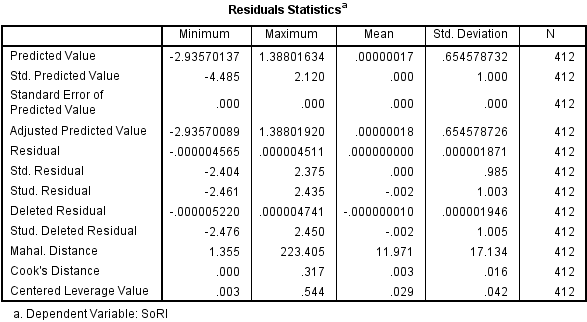 Residuals Statisticsa
Minimum Maximum Mean Std. Deviation N
Predicted Value -2.93570137 1.38801634 .00000017 .654578732 412
Std. Predicted Value -4.485 2.120 .000 1.000 412
Standard Error of
Predicted Value .000 .000 .000 .000 412
Adjusted Predicted Value -2.93570089 1.38801920 .00000018 .654578726 412
Residual -.000004565 .000004511 .000000000 .000001871 412
Std. Residual -2.404 2.375 .000 .985 412
Stud. Residual -2.461 2.435 -.002 1.003 412
Deleted Residual -.000005220 .000004741 -.000000010 .000001946 412
Stud. Deleted Residual -2.476 2.450 -.002 1.005 412
Mahal. Distance 1.355 223.405 11.971 17.134 412
Cook's Distance .000 .317 .003 .016 412
Centered Leverage Value .003 .544 .029 .042 412
a. Dependent Variable: SoRI